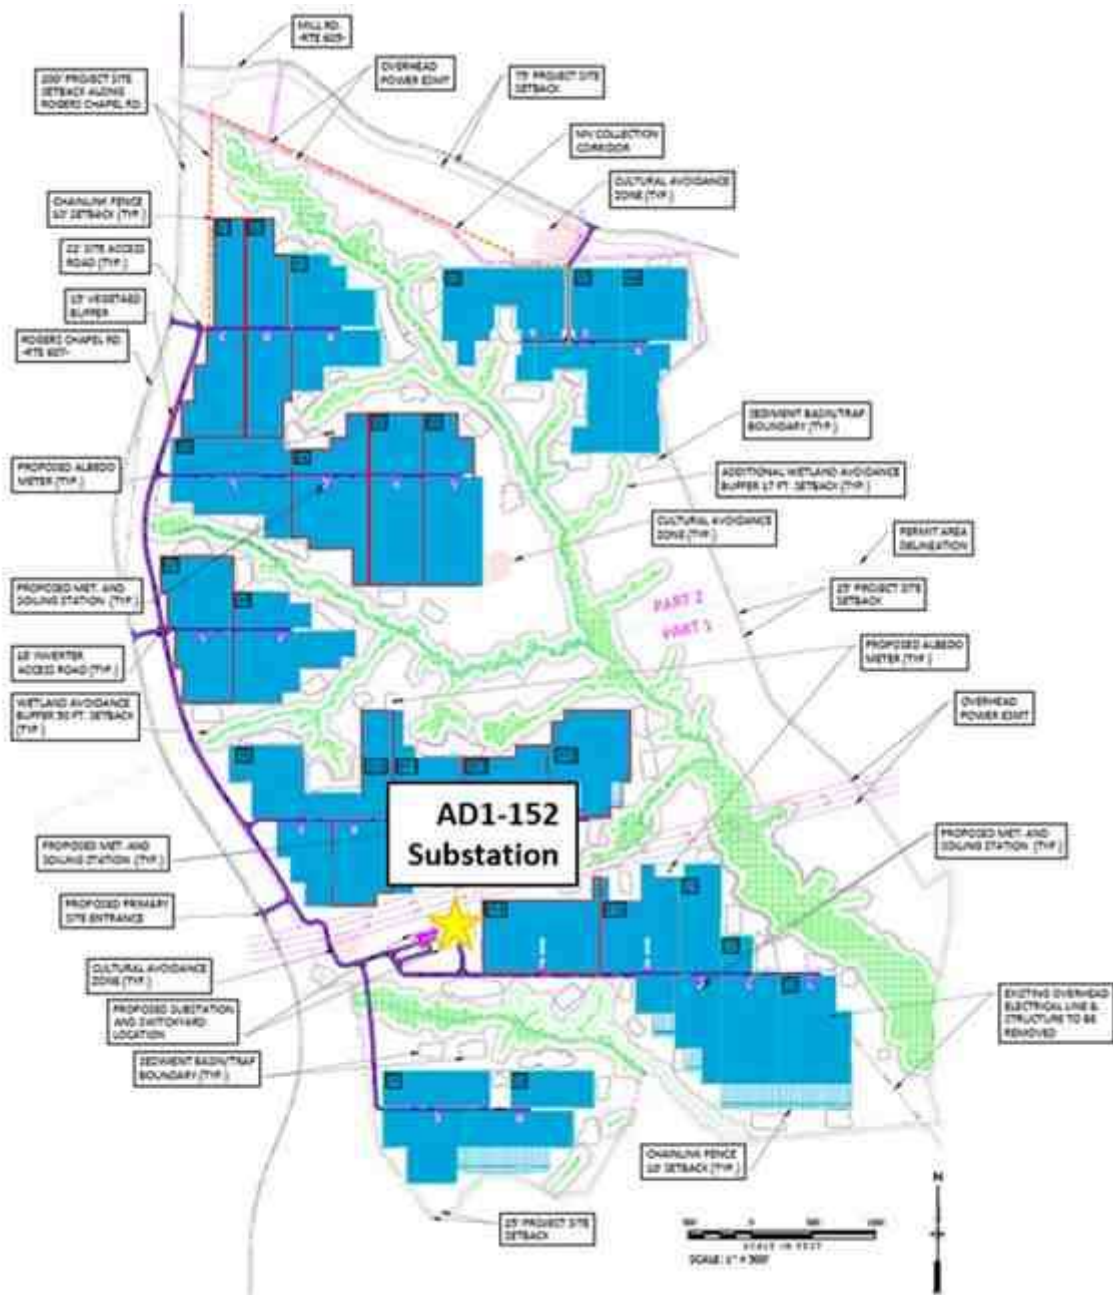 MILL RD.
-RTE 605-
200' PROJECT SITE
SETBACK ALONG
ROGERS CHAPEL RD.
OVERHEAD
POWER ESMT
75' PROJECT SITE
SETBACK
MV COLLECTION
CORRIDOR
CULTURAL AVOIDANCE
ZONE (TYP.)
CHAINLINK FENCE
10' SETBACK (TYP.)
22' SITE ACCESS
ROAD (TYP.)
VEGETATED
BUFFER
ROGERS CHAPEL RD.
-RTE 607-
SEDIMENT BASIN/TRAP
BOUNDARY (TYP.)
PROPOSED ALBEDO
METER (TYP.)
ADDITIONAL WETLAND AVOIDANCE
BUFFER 17 FT. SETBACK (TYP.)
CULTURAL AVOIDANCE
ZONE (TYP.)
PERMIT AREA
DELINEATION
PROPOSED MET. AND
SOILING STATION (TYP.)
25' PROJECT SITE
SETBACK
PART 2
PART 1
INVERTER
ACCESS ROAD (TYP.)
PROPOSED ALBEDO
METER (TYP.)
WETLAND AVOIDANCE
BUFFER 50 FT. SETBACK
(TYP.)
OVERHEAD
POWER ESMT
AD1-152
Substation
PROPOSED MET. AND
SOILING STATION (TYP.)
PROPOSED MET. AND
SOILING STATION (TYP.)
PROPOSED PRIMARY
SITE ENTRANCE
CULTURAL AVOIDANCE
ZONE (TYP.)
PROPOSED SUBSTATION
AND SWITCHYARD
LOCATION
EXISTING OVERHEAD
ELECTRICAL LINE &
STRUCTURE TO BE
REMOVED
SEDIMENT BASIN/TRAP
BOUNDARY (TYP.)
CHAINLINK FENCE
10' SETBACK (TYP.)
25' PROJECT SITE
SETBACK
N
SCALE IN FEET
SCALE: 1" = 500'